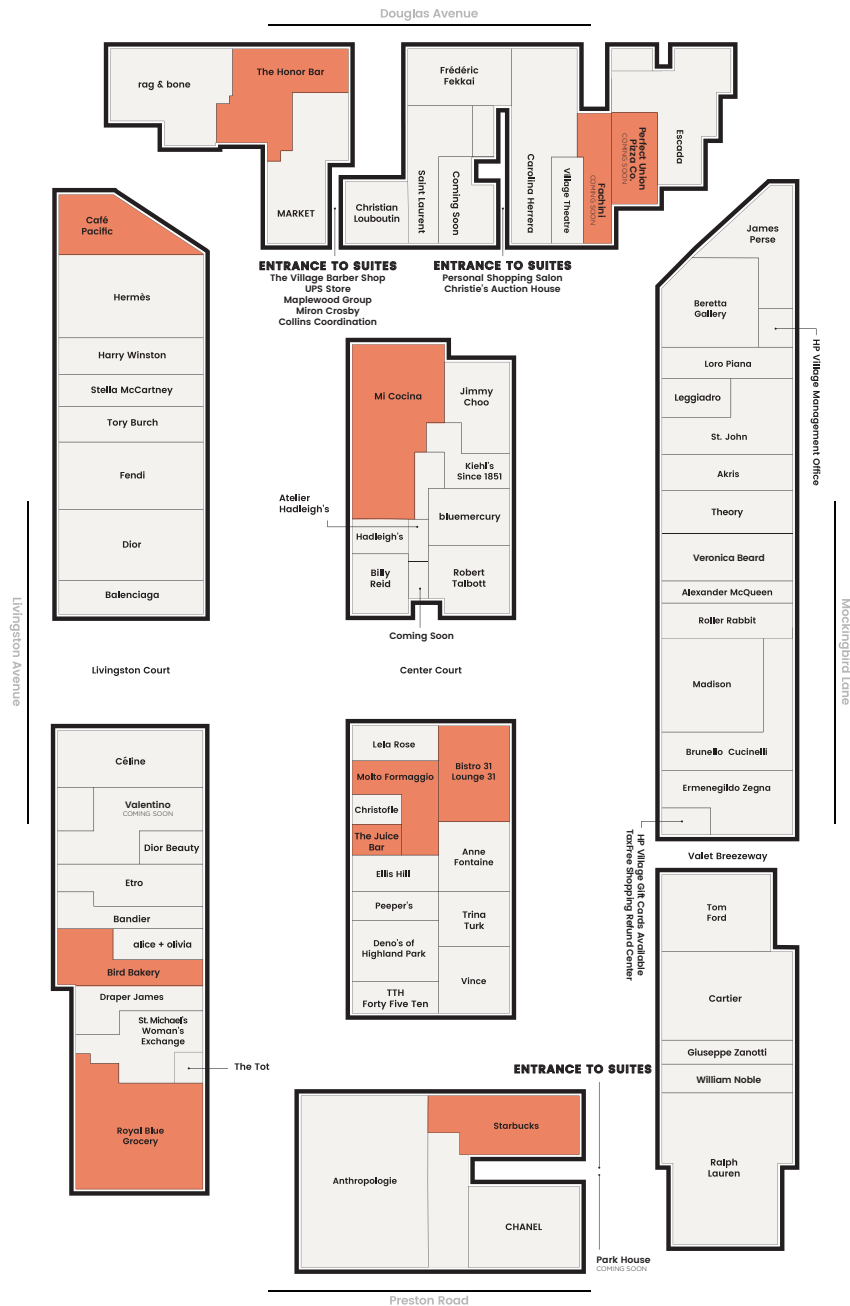 Douglas Avenue
rag & bone
The Honor Bar
MARKET
Frédéric
Fekkai
Christian
Louboutin
Saint Laurent
Coming Soon
Carolina Herrera
Village Theatre
Fachini
COMING SOON
Perfect Union
Pizza Co.
COMING SOON
Escada
ENTRANCE TO SUITES
The Village Barber Shop
UPS Store
Maplewood Group
Miron Crosby
Collins Coordination
ENTRANCE TO SUITES
Personal Shopping Salon
Christie's Auction House
Café
Pacific
Hermès
Harry Winston
Stella McCartney
Tory Burch
Fendi
Dior
Balenciaga
Mi Cocina
Jimmy
Choo
Kiehl's
Since 1851
Atelier
Hadleigh's
bluemercury
Hadleigh's
Billy
Reid
Robert
Talbott
Coming Soon
James
Perse
Beretta
Gallery
HP Village Management Office
Loro Piana
Leggiadro
St. John
Akris
Theory
Veronica Beard
Alexander McQueen
Roller Rabbit
Madison
Brunello Cucinelli
Ermenegildo Zegna
HP Village Gift Cards Available
TaxFree Shopping Refund Center
Livingston Avenue
Mockingbird Lane
Livingston Court
Center Court
Valet Breezeway
Céline
Valentino
COMING SOON
Dior Beauty
Etro
Bandier
alice + olivia
Bird Bakery
Draper James
St. Michael's
Woman's
Exchange
The Tot
Royal Blue
Grocery
Lela Rose
Molto Formaggio
Bistro 31
Lounge 31
Christofle
The Juice
Bar
Anne
Fontaine
Ellis Hill
Peeper's
Trina
Turk
Deno's of
Highland Park
Vince
TTH
Forty Five Ten
Tom
Ford
Cartier
Giuseppe Zanotti
William Noble
Ralph
Lauren
ENTRANCE TO SUITES
Anthropologie
Starbucks
CHANEL
Park House
COMING SOON
Preston Road